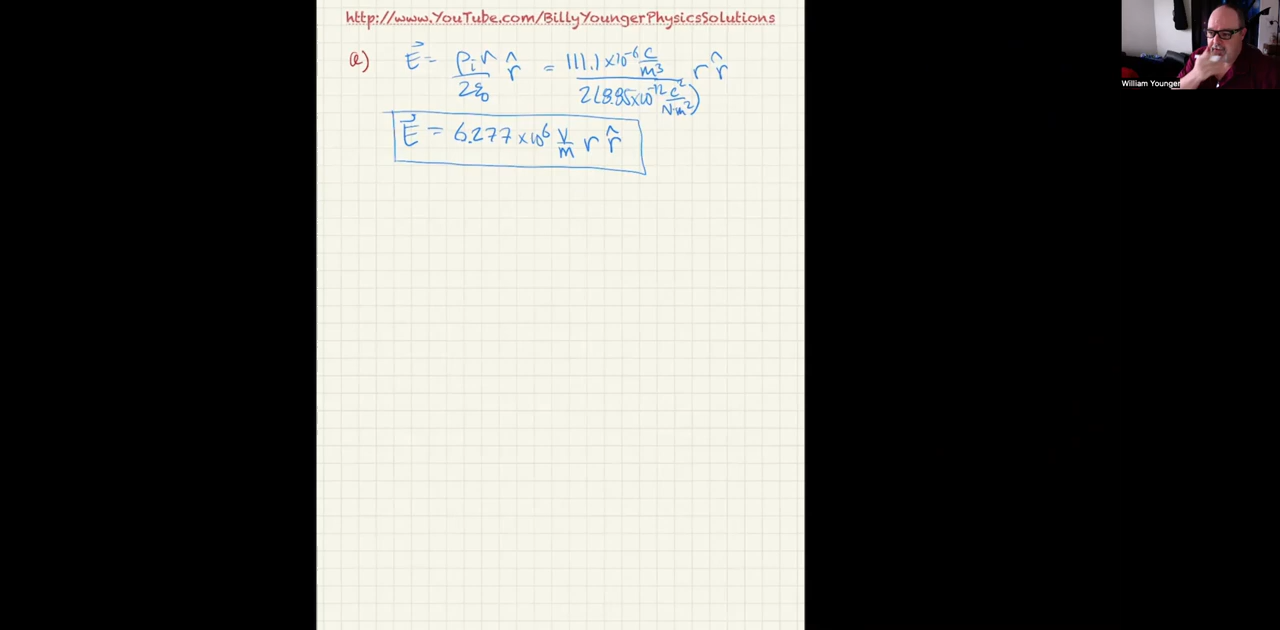 http://www.YouTube.com/BillyYoungerPhysicsSolutions
a) E⃗ = ρᵢr/2ε₀ r̂ = 111.1×10⁻⁶ C/m³ / 2(8.85×10⁻¹² C²/N·m²) r r̂
E⃗ = 6.277×10⁶ V/m r r̂
William Younger